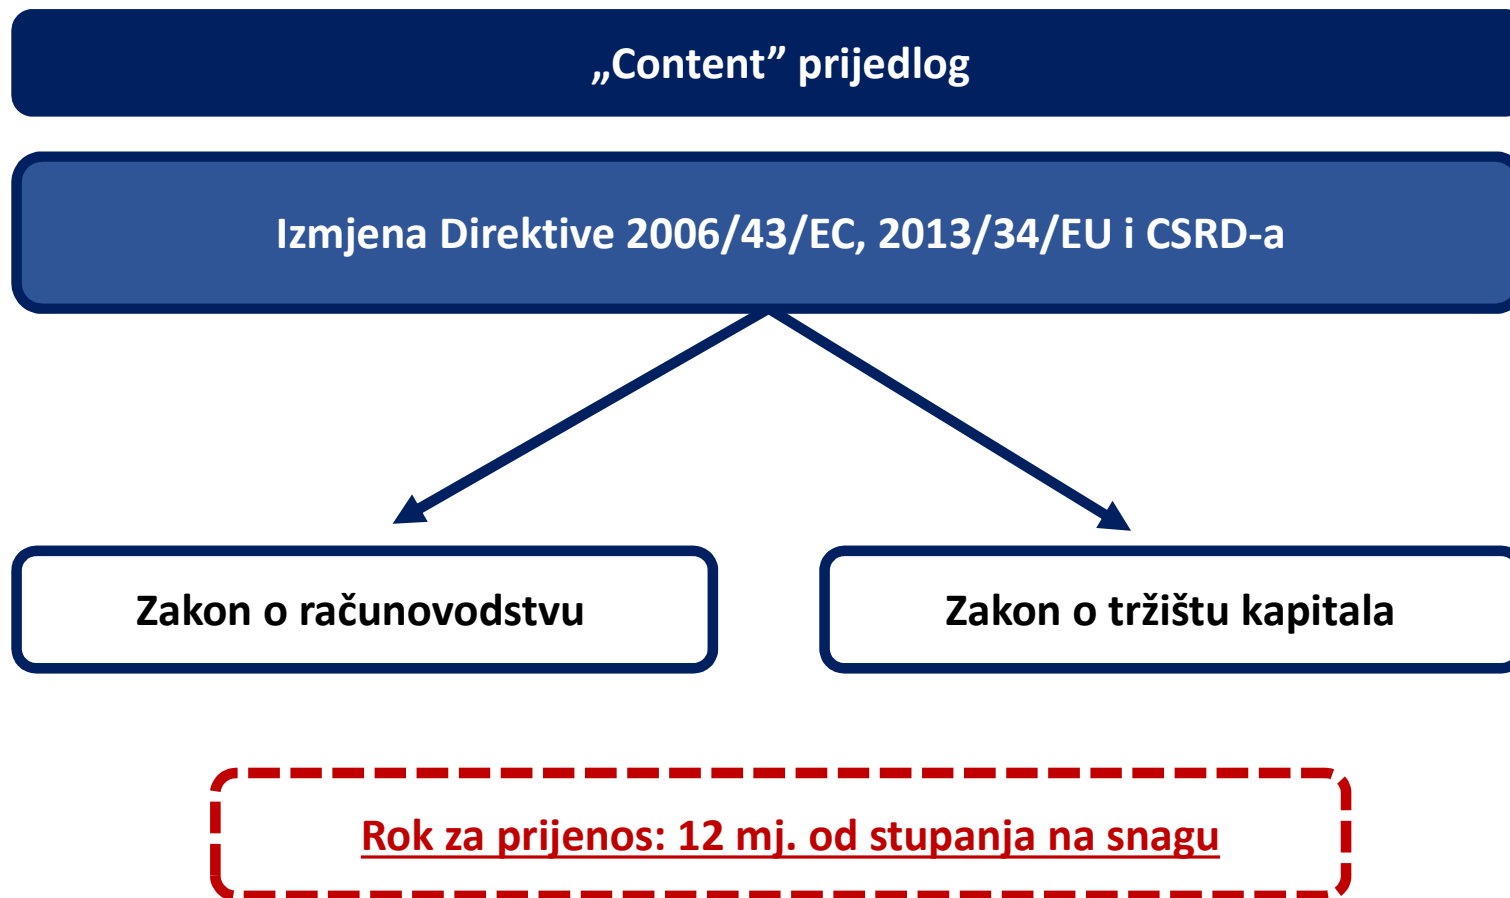 „Content” prijedlog
Izmjena Direktive 2006/43/EC, 2013/34/EU i CSRD-a
Zakon o računovodstvu
Zakon o tržištu kapitala
Rok za prijenos: 12 mj. od stupanja na snagu